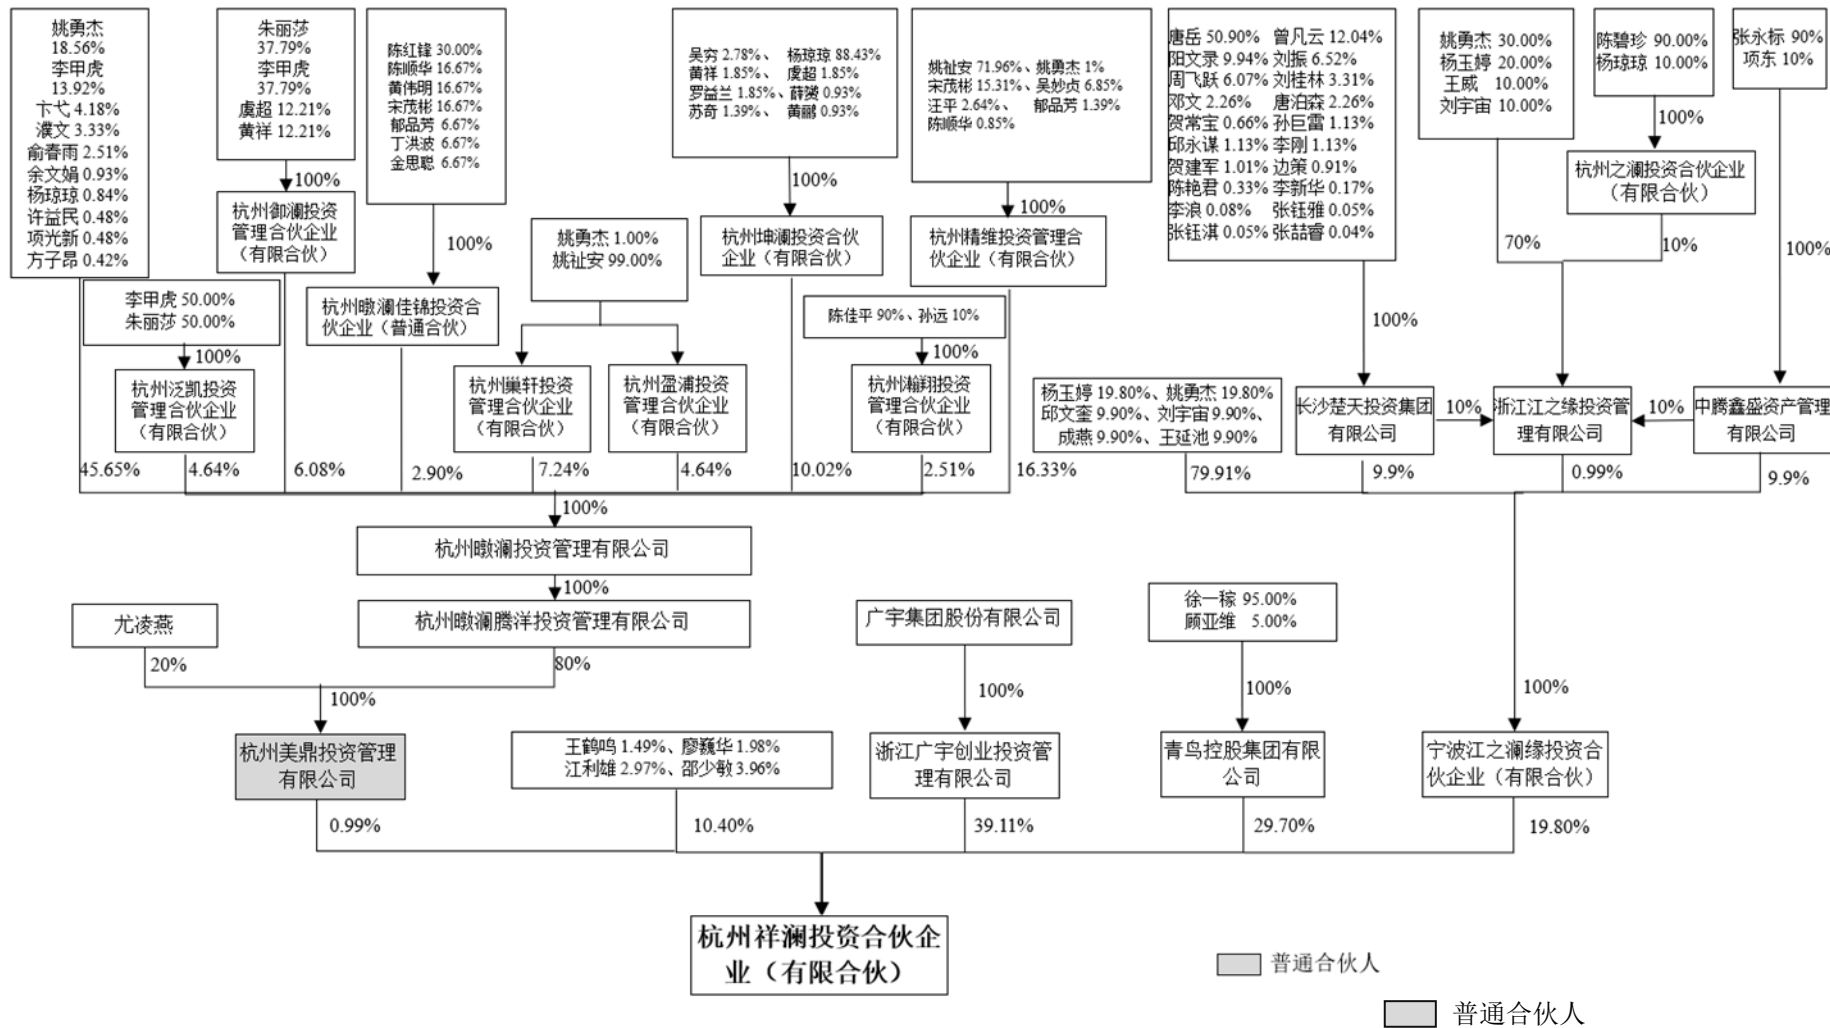 姚勇杰
18.56%
李甲虎
13.92%
卞弋 4.18%
濮文 3.33%
俞春雨 2.51%
余文娟 0.93%
杨琼琼 0.84%
许益民 0.48%
项光新 0.48%
方子昂 0.42%
朱丽莎
37.79%
李甲虎
37.79%
虞超 12.21%
黄祥 12.21%
陈红锋 30.00%
陈顺华 16.67%
黄伟明 16.67%
宋茂彬 16.67%
郁品芳 6.67%
丁洪波 6.67%
金思聪 6.67%
吴穷 2.78%、 杨琼琼 88.43%
黄祥 1.85%、 虞超 1.85%
罗益兰 1.85%、薛赟 0.93%
苏奇 1.39%、 黄鹂 0.93%
姚祉安 71.96%、姚勇杰 1%
宋茂彬 15.31%、吴妙贞 6.85%
汪平 2.64%、 郁品芳 1.39%
陈顺华 0.85%
唐岳 50.90% 曾凡云 12.04%
阳文录 9.94% 刘振 6.52%
周飞跃 6.07% 刘桂林 3.31%
邓文 2.26% 唐泊森 2.26%
贺常宝 0.66% 孙巨雷 1.13%
邱永谋 1.13% 李刚 1.13%
贺建军 1.01% 边策 0.91%
陈艳君 0.33% 李新华 0.17%
李浪 0.08% 张钰雅 0.05%
张钰淇 0.05% 张喆睿 0.04%
姚勇杰 30.00%
杨玉婷 20.00%
王威 10.00%
刘宇宙 10.00%
陈碧珍 90.00%
杨琼琼 10.00%
张永标 90%
项东 10%
100%
杭州之澜投资合伙企业
（有限合伙）
100%
杭州御澜投资
管理合伙企业
（有限合伙）
100%
姚勇杰 1.00%
姚祉安 99.00%
100%
杭州坤澜投资合伙
企业（有限合伙）
100%
杭州精维投资管理合
伙企业（有限合伙）
70%
10%
100%
李甲虎 50.00%
朱丽莎 50.00%
杭州暾澜佳锦投资合
伙企业（普通合伙）
陈佳平 90%、孙远 10%
100%
100%
杭州泛凯投资
管理合伙企业
（有限合伙）
杭州巢轩投资
管理合伙企业
（有限合伙）
杭州盈浦投资
管理合伙企业
（有限合伙）
100%
杭州瀚翔投资
管理合伙企业
（有限合伙）
杨玉婷 19.80%、姚勇杰 19.80%
邱文奎 9.90%、刘宇宙 9.90%、
成燕 9.90%、王延池 9.90%
长沙楚天投资集团
有限公司
10%
浙江江之缘投资管
理有限公司
10%
中腾鑫盛资产管理
有限公司
45.65%
4.64%
6.08%
2.90%
7.24%
4.64%
10.02%
2.51%
16.33%
79.91%
9.9%
0.99%
9.9%
100%
杭州暾澜投资管理有限公司
100%
尤凌燕
杭州暾澜腾洋投资管理有限公司
广宇集团股份有限公司
徐一稼 95.00%
顾亚维 5.00%
20%
80%
100%
100%
100%
100%
杭州美鼎投资管理
有限公司
王鹤鸣 1.49%、廖巍华 1.98%
江利雄 2.97%、邵少敏 3.96%
浙江广宇创业投资管
理有限公司
青鸟控股集团有限
公司
宁波江之澜缘投资合
伙企业（有限合伙）
0.99%
10.40%
39.11%
29.70%
19.80%
杭州祥澜投资合伙企
业（有限合伙）
普通合伙人
普通合伙人